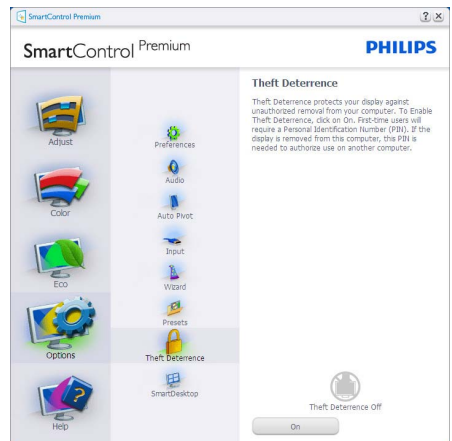 SmartControl Premium
SmartControl Premium
PHILIPS
Adjust
Color
Eco
Options
Help
Preferences
Audio
Auto Pivot
Input
Wizard
Presets
Theft Deterrence
SmartDesktop
Theft Deterrence
Theft Deterrence protects your display against
unauthorized removal from your computer. To Enable
Theft Deterrence, click on On. First-time users will
require a Personal Identification Number (PIN). If the
display is removed from this computer, this PIN is
needed to authorize use on another computer.
Theft Deterrence Off
On